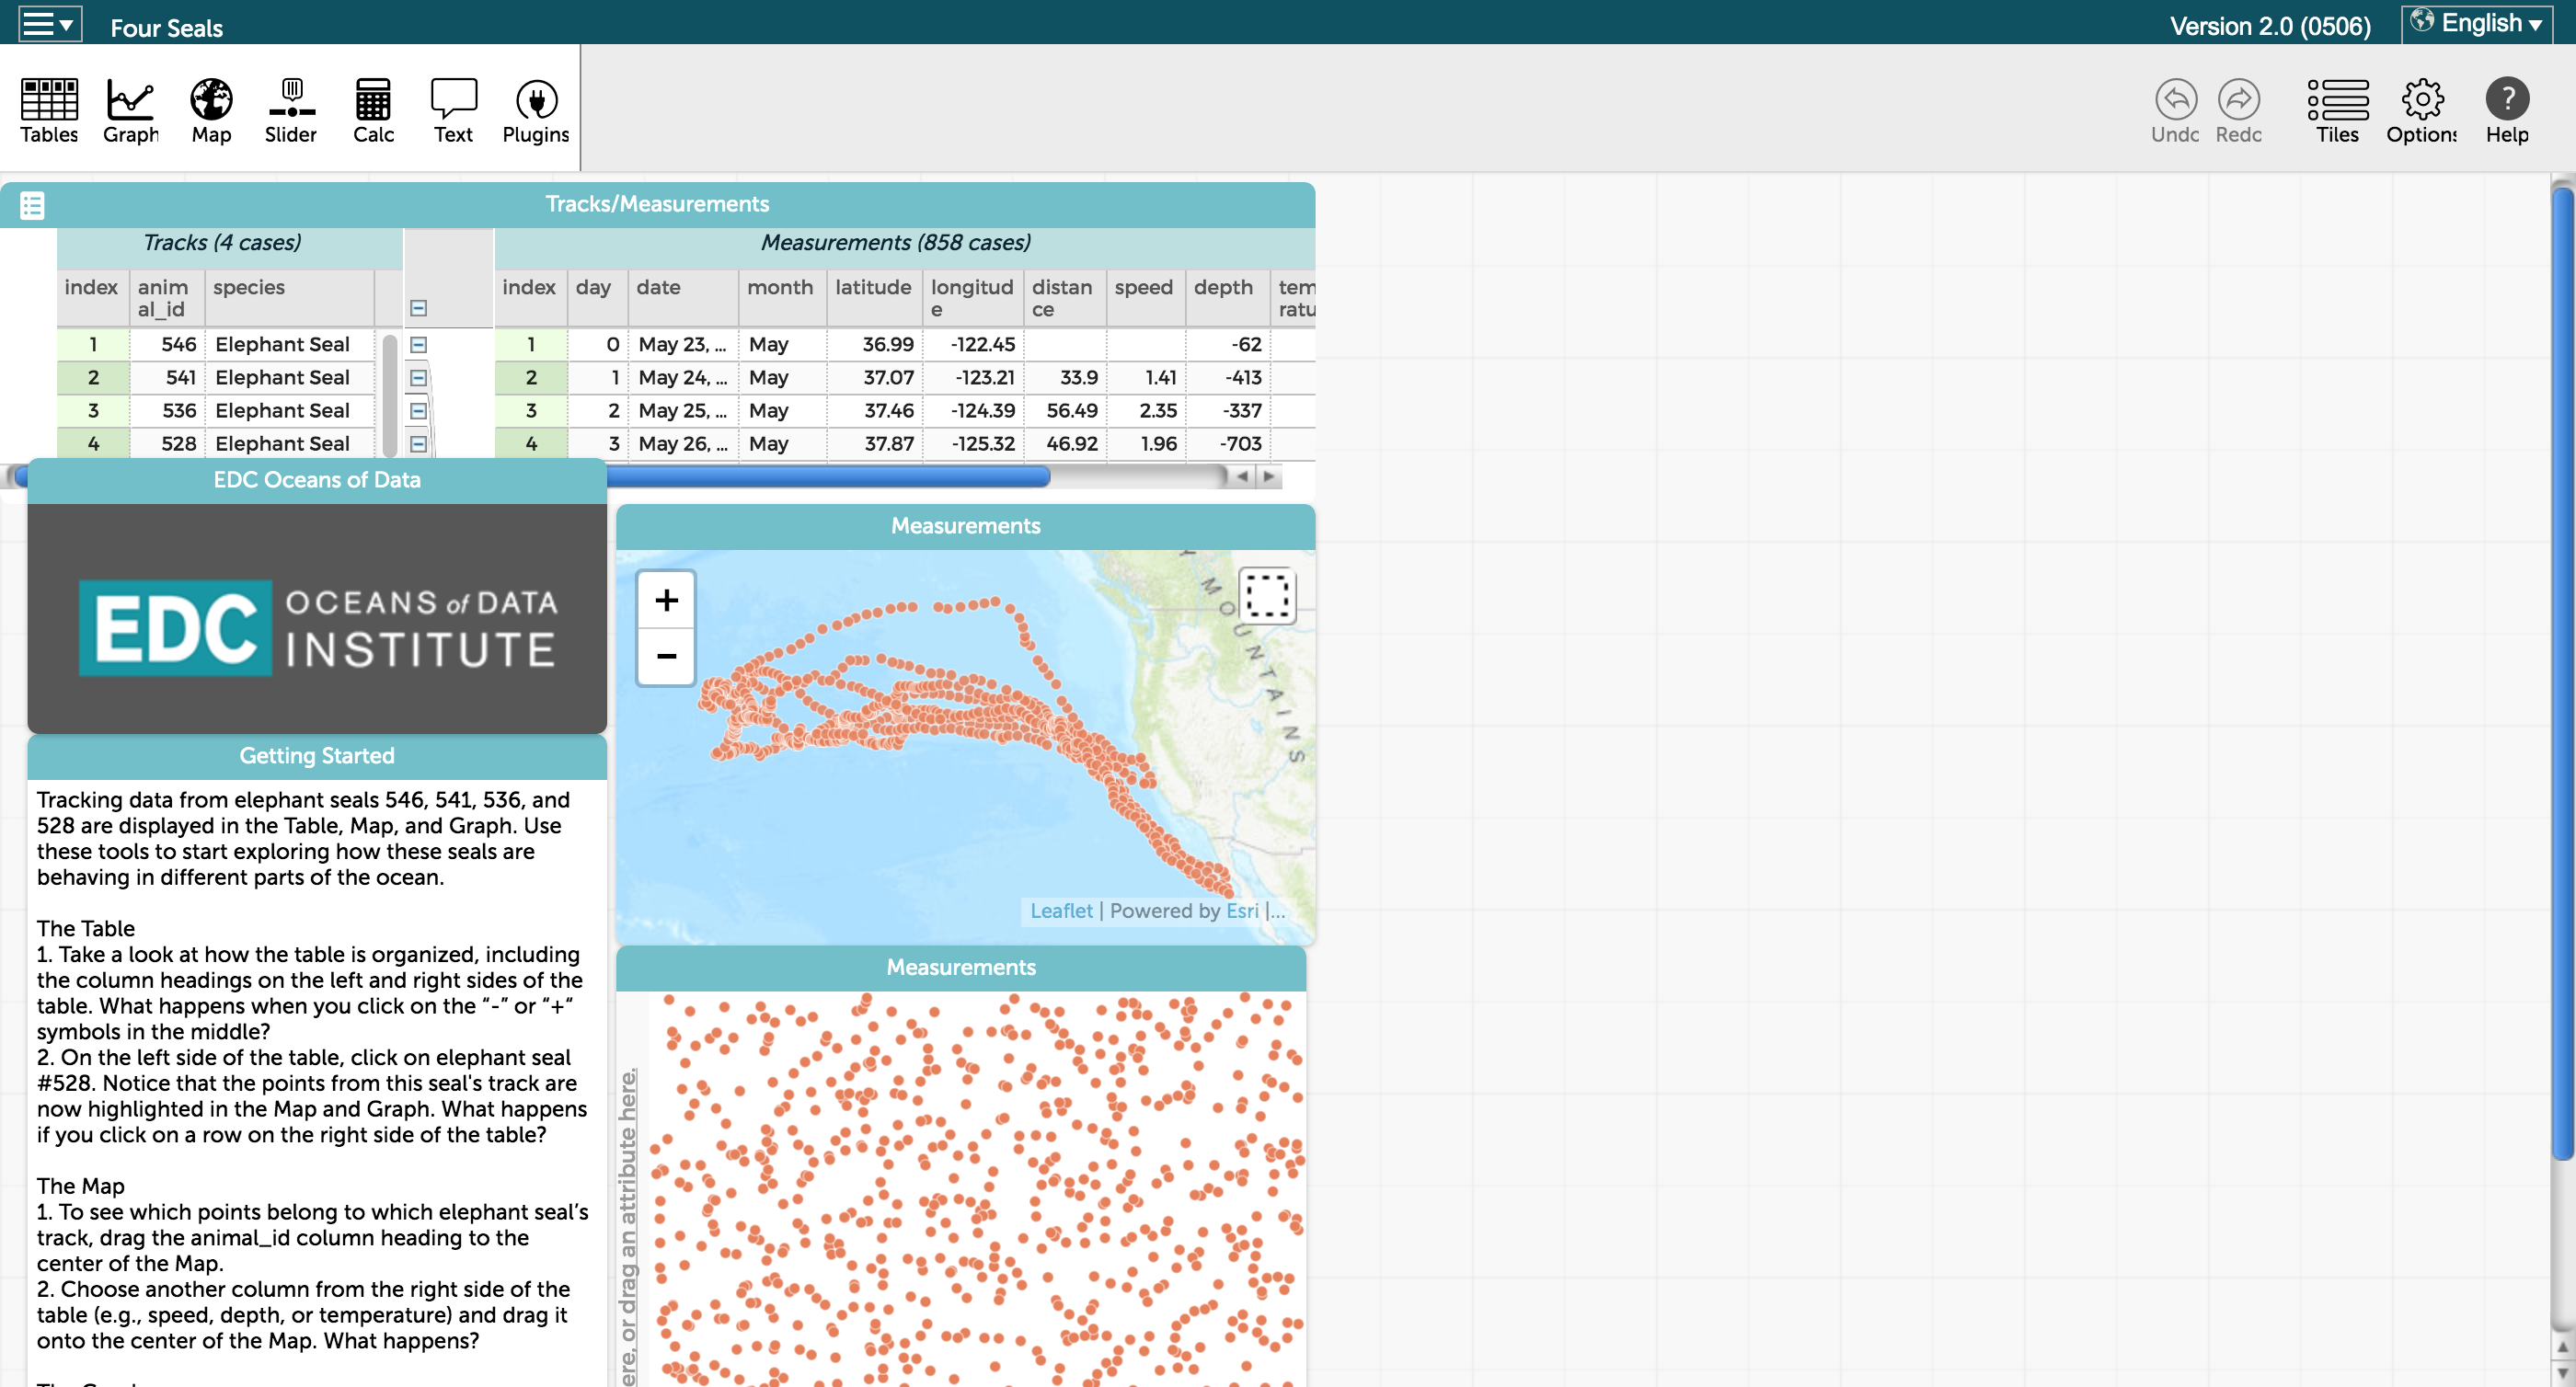 Four Seals
Version 2.0 (0506)
English
Tables
Graph
Map
Slider
Calc
Text
Plugins
Undo
Redo
Tiles
Options
Help
Tracks/Measurements
Tracks (4 cases)
Measurements (858 cases)
index anim species index day date month latitude longitud distan speed depth tem
al_id e ce ratu
1 546 Elephant Seal 1 0 May 23, ... May 36.99 -122.45 -62
2 541 Elephant Seal 2 1 May 24, ... May 37.07 -123.21 33.9 1.41 -413
3 536 Elephant Seal 3 2 May 25, ... May 37.46 -124.39 56.49 2.35 -337
4 528 Elephant Seal 4 3 May 26, ... May 37.87 -125.32 46.92 1.96 -703
EDC Oceans of Data
EDC OCEANS of DATA
INSTITUTE
Getting Started
Tracking data from elephant seals 546, 541, 536, and
528 are displayed in the Table, Map, and Graph. Use
these tools to start exploring how these seals are
behaving in different parts of the ocean.
The Table
1. Take a look at how the table is organized, including
the column headings on the left and right sides of the
table. What happens when you click on the “-” or “+“
symbols in the middle?
2. On the left side of the table, click on elephant seal
#528. Notice that the points from this seal's track are
now highlighted in the Map and Graph. What happens
if you click on a row on the right side of the table?
The Map
1. To see which points belong to which elephant seal’s
track, drag the animal_id column heading to the
center of the Map.
2. Choose another column from the right side of the
table (e.g., speed, depth, or temperature) and drag it
onto the center of the Map. What happens?
Measurements
+
−
MOUNTAINS
Leaflet | Powered by Esri |...
Measurements
ere, or drag an attribute here.